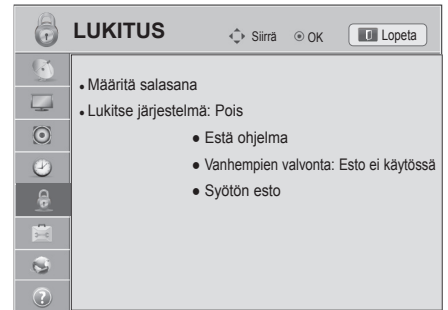 LUKITUS Siirrä OK Lopeta
• Määritä salasana
• Lukitse järjestelmä: Pois
• Estä ohjelma
• Vanhempien valvonta: Esto ei käytössä
• Syötön esto
?